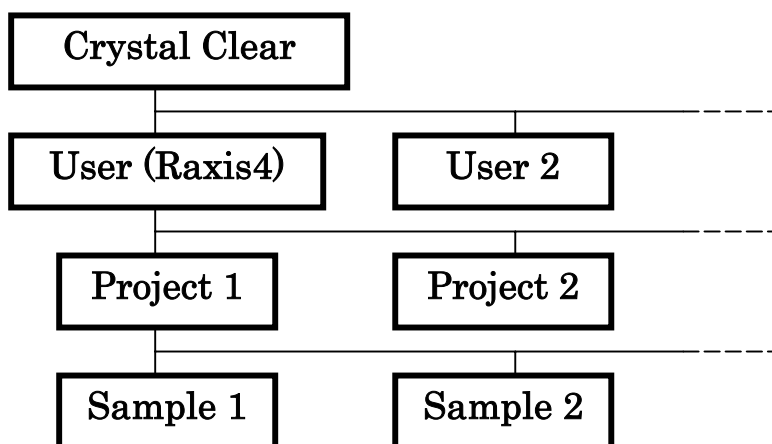 Crystal Clear
User (Raxis4)
User 2
Project 1
Project 2
Sample 1
Sample 2